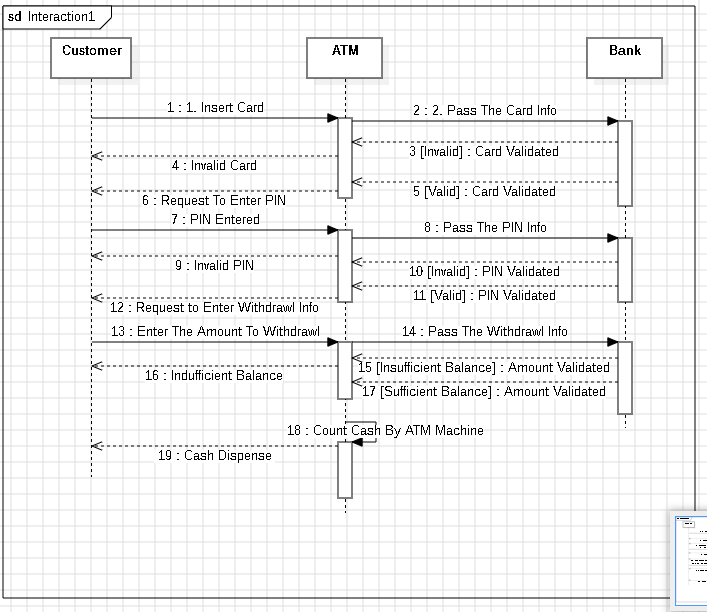 sd Interaction1
Customer
ATM
Bank
1 : 1. Insert Card
2 : 2. Pass The Card Info
3 [Invalid] : Card Validated
4 : Invalid Card
5 [Valid] : Card Validated
6 : Request To Enter PIN
7 : PIN Entered
8 : Pass The PIN Info
9 : Invalid PIN
10 [Invalid] : PIN Validated
11 [Valid] : PIN Validated
12 : Request to Enter Withdrawl Info
13 : Enter The Amount To Withdrawl
14 : Pass The Withdrawl Info
15 [Insufficient Balance] : Amount Validated
16 : Indufficient Balance
17 [Sufficient Balance] : Amount Validated
18 : Count Cash By ATM Machine
19 : Cash Dispense